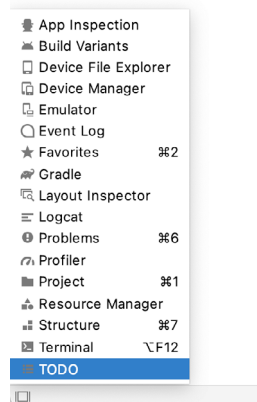 App Inspection
Build Variants
Device File Explorer
Device Manager
Emulator
Event Log
Favorites ⌘2
Gradle
Layout Inspector
Logcat
Problems ⌘6
Profiler
Project ⌘1
Resource Manager
Structure ⌘7
Terminal ⌥F12
TODO